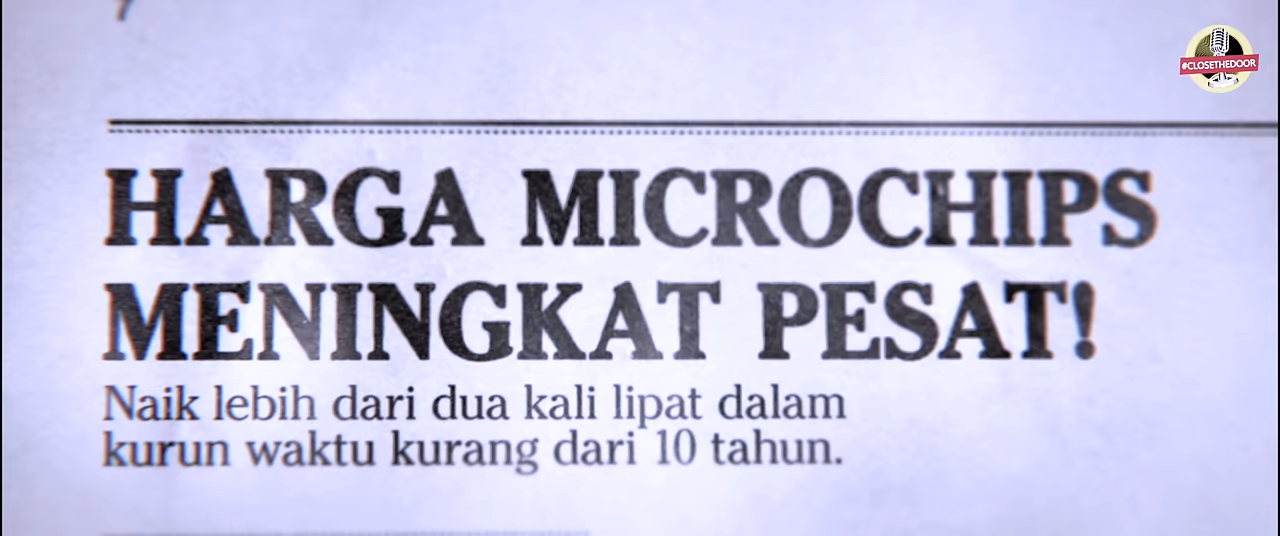 #CLOSETHEDOOR
HARGA MICROCHIPS
MENINGKAT PESAT!
Naik lebih dari dua kali lipat dalam
kurun waktu kurang dari 10 tahun.